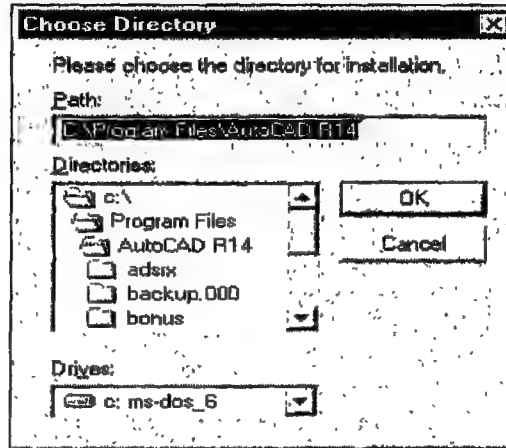 Choose Directory
Please choose the directory for installation.
Path:
C:\Program Files\AutoCAD R14
Directories:
c:\
OK
Program Files
AutoCAD R14
Cancel
adsrx
backup.000
bonus
Drives:
c: ms-dos_6